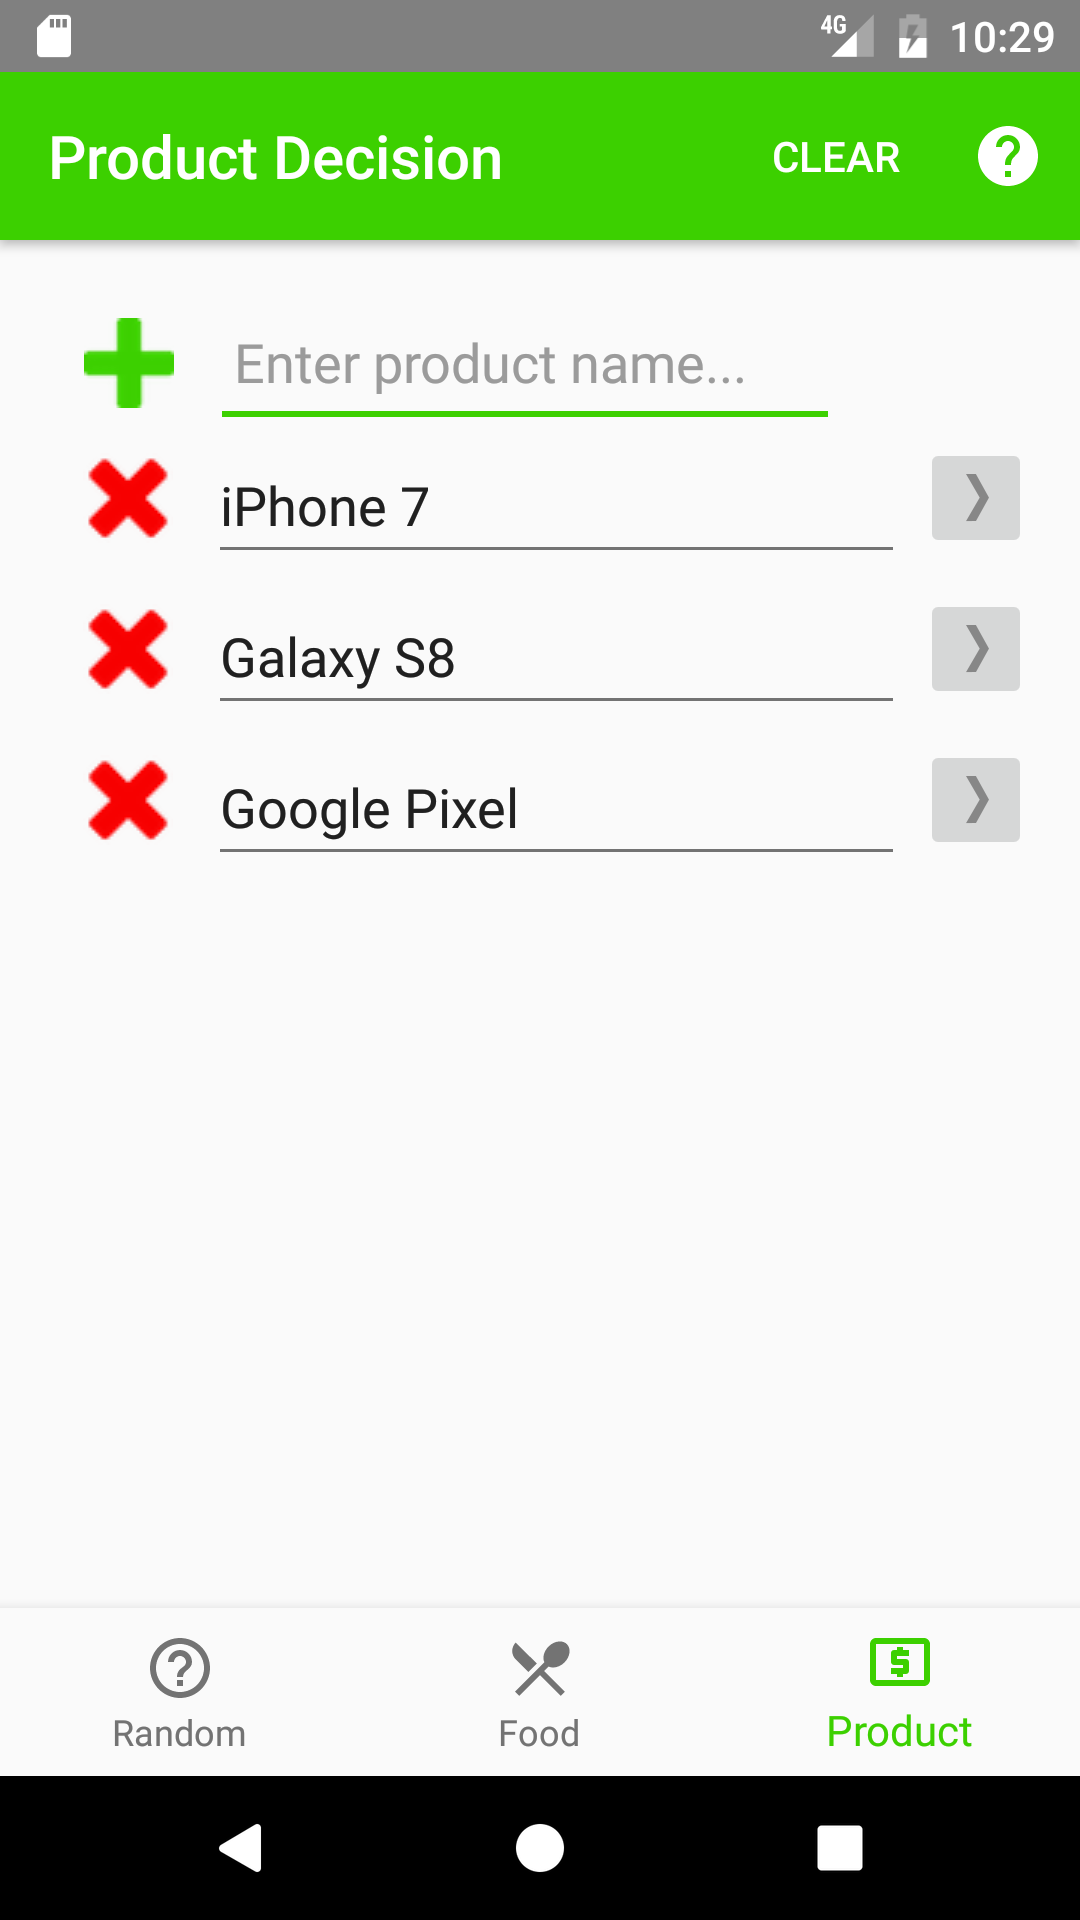 4G 10:29
Product Decision CLEAR
Enter product name...
iPhone 7
Galaxy S8
Google Pixel
Random Food Product